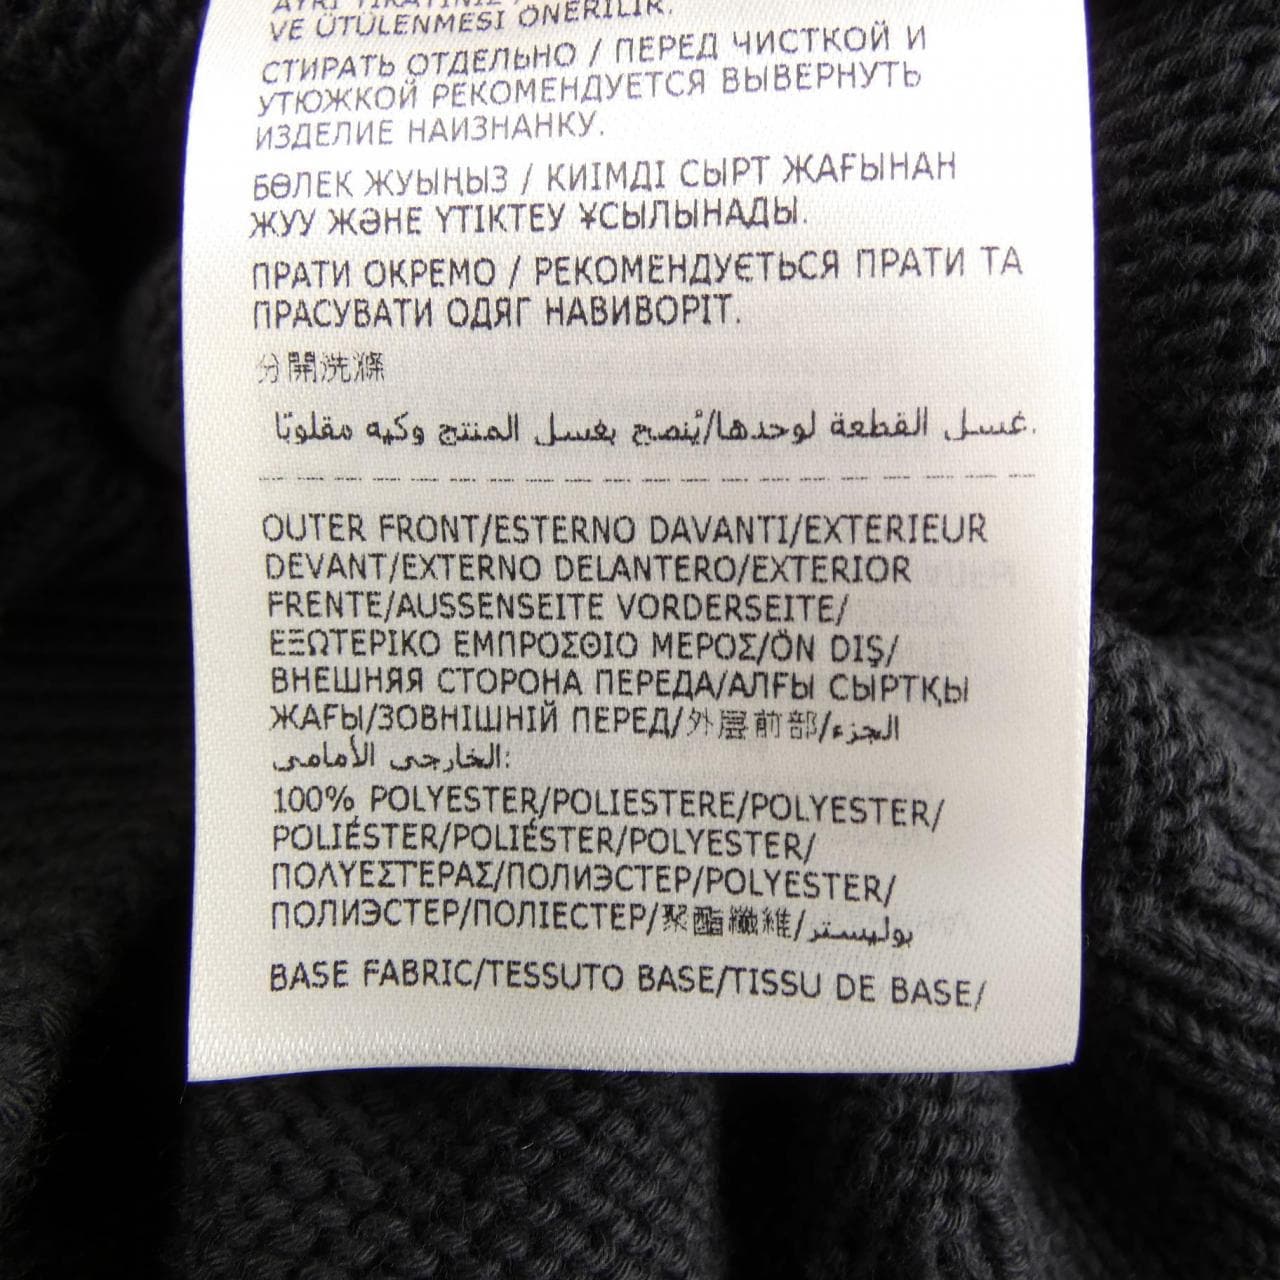 VE ÜTÜLENMESI ÖNERILIR.
СТИРАТЬ ОТДЕЛЬНО / ПЕРЕД ЧИСТКОЙ И
УТЮЖКОЙ РЕКОМЕНДУЕТСЯ ВЫВЕРНУТЬ
ИЗДЕЛИЕ НАИЗНАНКУ.
БӨЛЕК ЖУЫҢЫЗ / КИІМДІ СЫРТ ЖАҒЫНАН
ЖУУ ЖӘНЕ ҮТІКТЕУ ҰСЫЛЫНАДЫ.
ПРАТИ ОКРЕМО / РЕКОМЕНДУЄТЬСЯ ПРАТИ ТА
ПРАСУВАТИ ОДЯГ НАВИВОРІТ.
分開洗滌
غسل القطعة لوحدها/يُنصح بغسل المنتج وكيه مقلوبًا.
OUTER FRONT/ESTERNO DAVANTI/EXTERIEUR
DEVANT/EXTERNO DELANTERO/EXTERIOR
FRENTE/AUSSENSEITE VORDERSEITE/
ΕΞΩΤΕΡΙΚΟ ΕΜΠΡΟΣΘΙΟ ΜΕΡΟΣ/ÖN DIŞ/
ВНЕШНЯЯ СТОРОНА ПЕРЕДА/АЛҒЫ СЫРТҚЫ
ЖАҒЫ/ЗОВНІШНІЙ ПЕРЕД/外层前部/الجزء
الخارجي الأمامي:
100% POLYESTER/POLIESTERE/POLYESTER/
POLIÉSTER/POLIÉSTER/POLYESTER/
ΠΟΛΥΕΣΤΕΡΑΣ/ПОЛИЭСТЕР/POLYESTER/
ПОЛИЭСТЕР/ПОЛІЕСТЕР/聚酯纖維/بوليستر
BASE FABRIC/TESSUTO BASE/TISSU DE BASE/